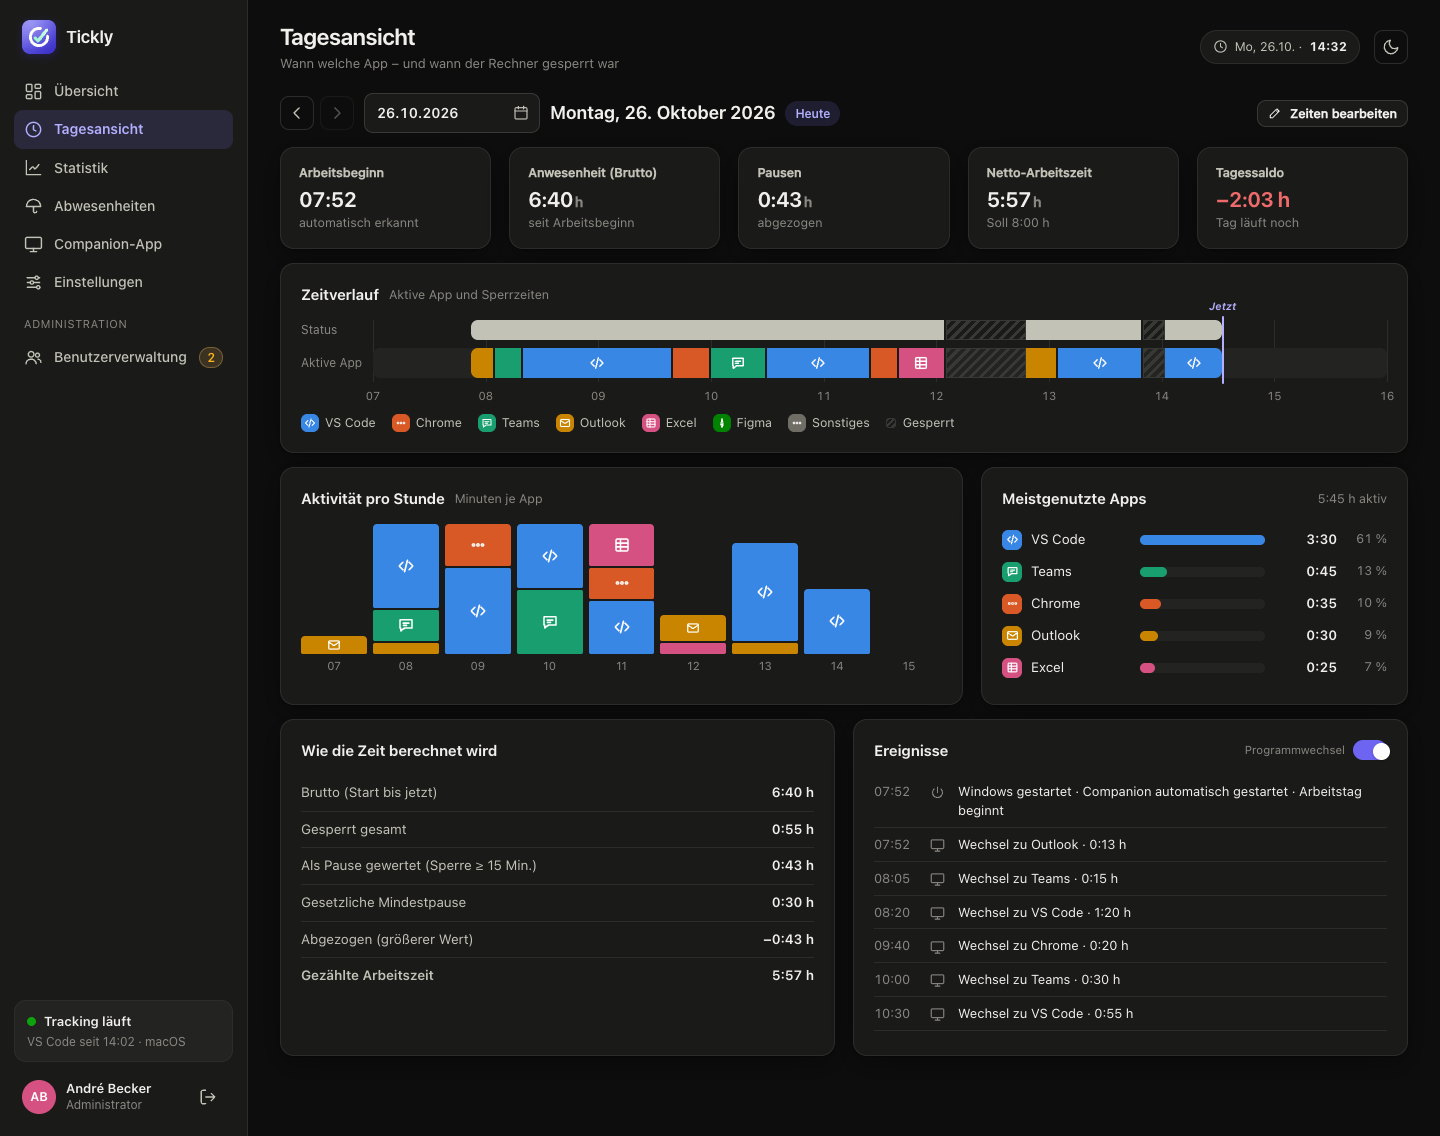 Tickly
Übersicht
Tagesansicht
Statistik
Abwesenheiten
Companion-App
Einstellungen
ADMINISTRATION
Benutzerverwaltung 2
Tracking läuft
VS Code seit 14:02 · macOS
AB
André Becker
Administrator
Tagesansicht
Wann welche App – und wann der Rechner gesperrt war
Mo, 26.10. · 14:32
26.10.2026
Montag, 26. Oktober 2026
Heute
Zeiten bearbeiten
Arbeitsbeginn
07:52
automatisch erkannt
Anwesenheit (Brutto)
6:40 h
seit Arbeitsbeginn
Pausen
0:43 h
abgezogen
Netto-Arbeitszeit
5:57 h
Soll 8:00 h
Tagessaldo
−2:03 h
Tag läuft noch
Zeitverlauf Aktive App und Sperrzeiten
Jetzt
Status
Aktive App
07 08 09 10 11 12 13 14 15 16
VS Code Chrome Teams Outlook Excel Figma Sonstiges Gesperrt
Aktivität pro Stunde Minuten je App
07 08 09 10 11 12 13 14 15
Meistgenutzte Apps 5:45 h aktiv
VS Code 3:30 61 %
Teams 0:45 13 %
Chrome 0:35 10 %
Outlook 0:30 9 %
Excel 0:25 7 %
Wie die Zeit berechnet wird
Brutto (Start bis jetzt) 6:40 h
Gesperrt gesamt 0:55 h
Als Pause gewertet (Sperre ≥ 15 Min.) 0:43 h
Gesetzliche Mindestpause 0:30 h
Abgezogen (größerer Wert) −0:43 h
Gezählte Arbeitszeit 5:57 h
Ereignisse Programmwechsel
07:52 Windows gestartet · Companion automatisch gestartet · Arbeitstag
beginnt
07:52 Wechsel zu Outlook · 0:13 h
08:05 Wechsel zu Teams · 0:15 h
08:20 Wechsel zu VS Code · 1:20 h
09:40 Wechsel zu Chrome · 0:20 h
10:00 Wechsel zu Teams · 0:30 h
10:30 Wechsel zu VS Code · 0:55 h